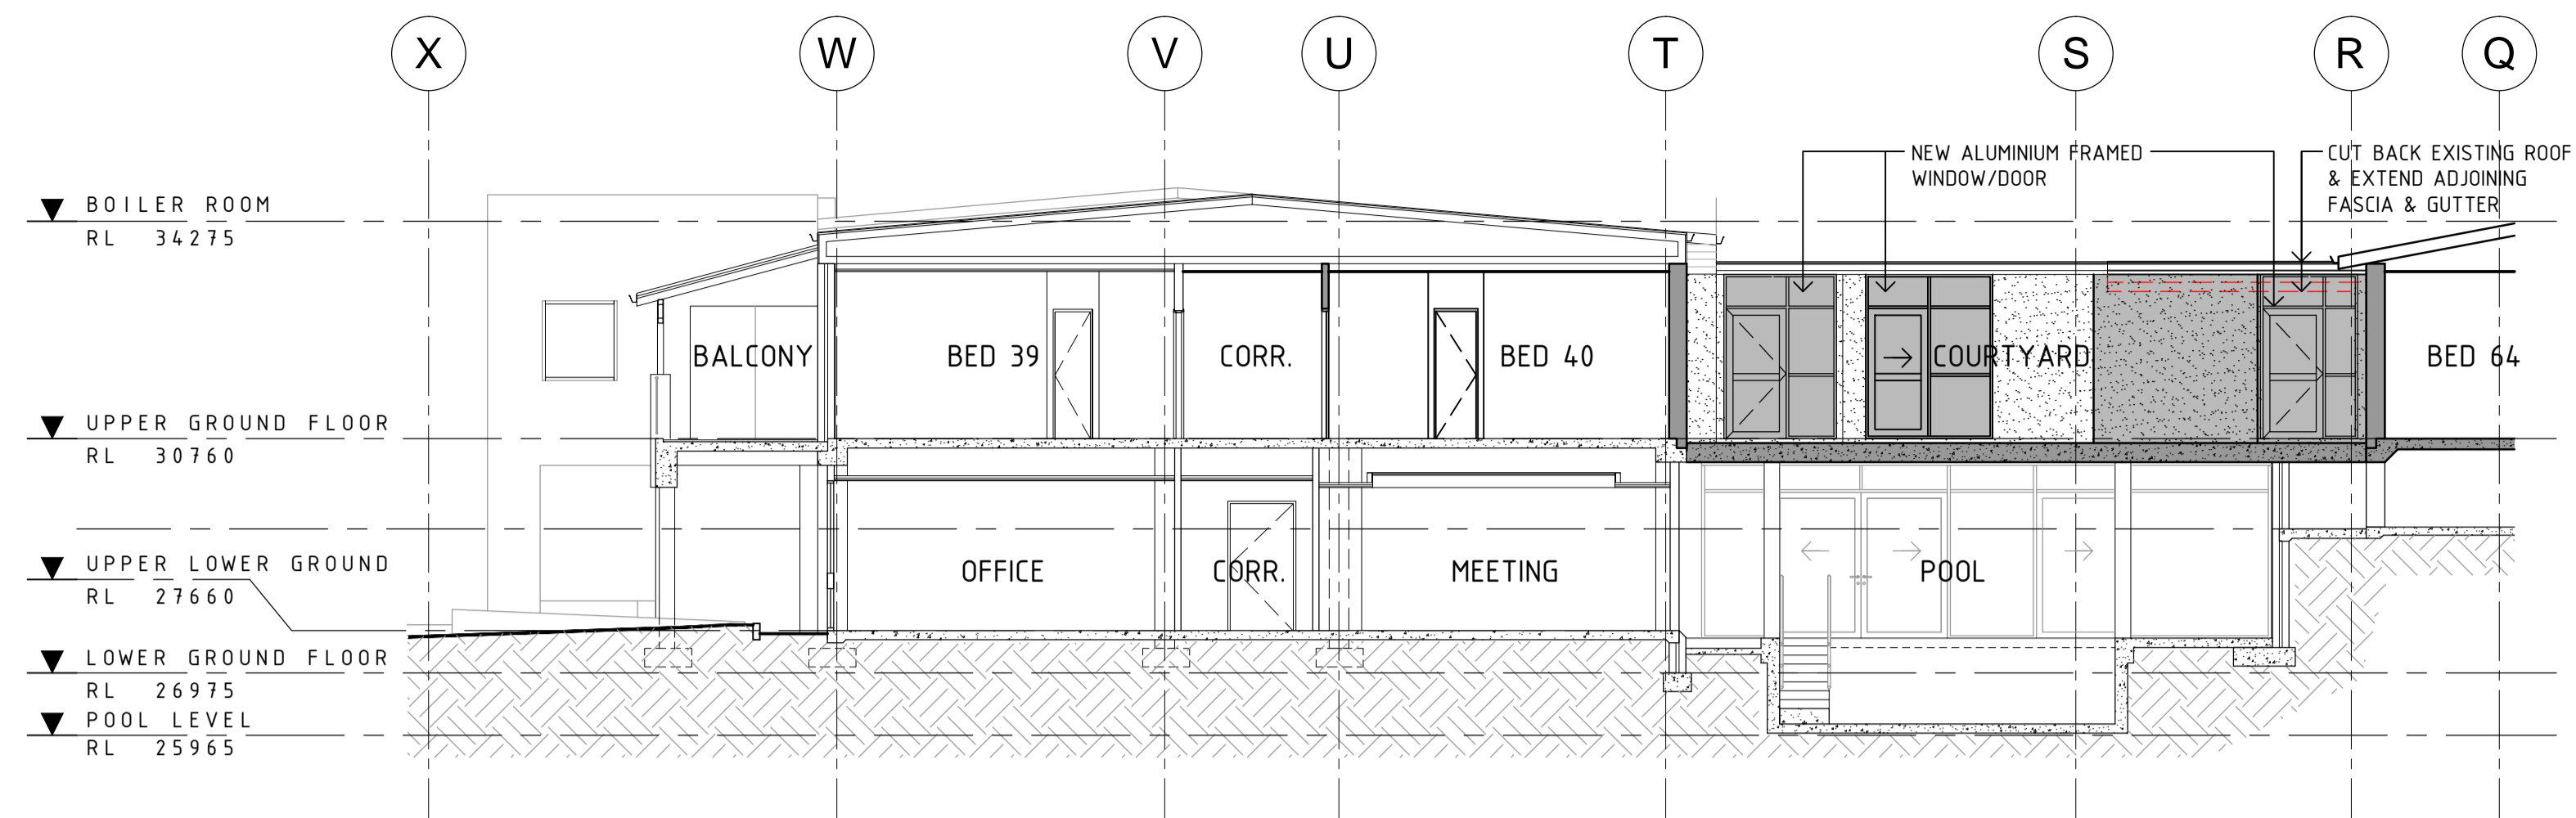 X W V U T S R Q
NEW ALUMINIUM FRAMED
WINDOW/DOOR
CUT BACK EXISTING ROOF
& EXTEND ADJOINING
FASCIA & GUTTER
BOILER ROOM
RL 34275
BALCONY BED 39 CORR. BED 40 COURTYARD BED 64
UPPER GROUND FLOOR
RL 30760
UPPER LOWER GROUND
RL 27660
OFFICE CORR. MEETING POOL
LOWER GROUND FLOOR
RL 26975
POOL LEVEL
RL 25965